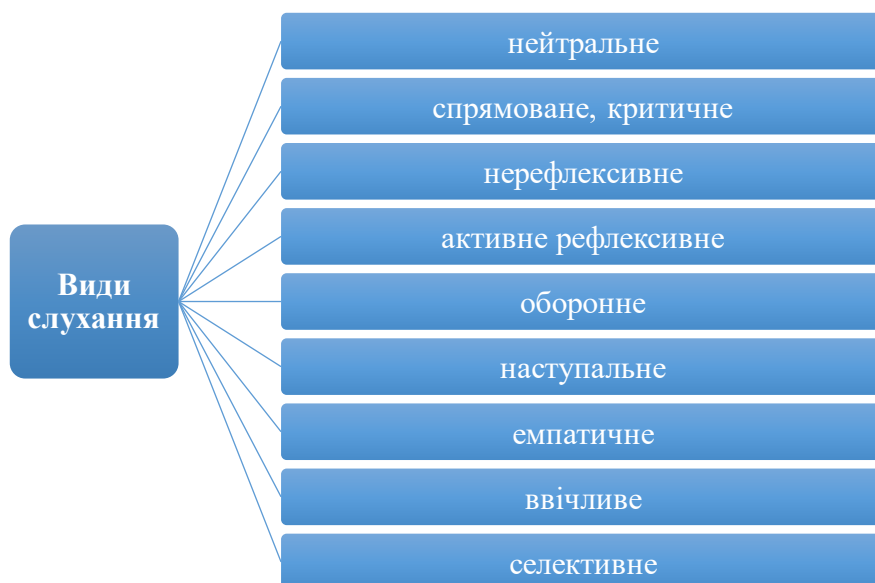 Види
слухання
нейтральне
спрямоване, критичне
нерефлексивне
активне рефлексивне
оборонне
наступальне
емпатичне
ввічливе
селективне